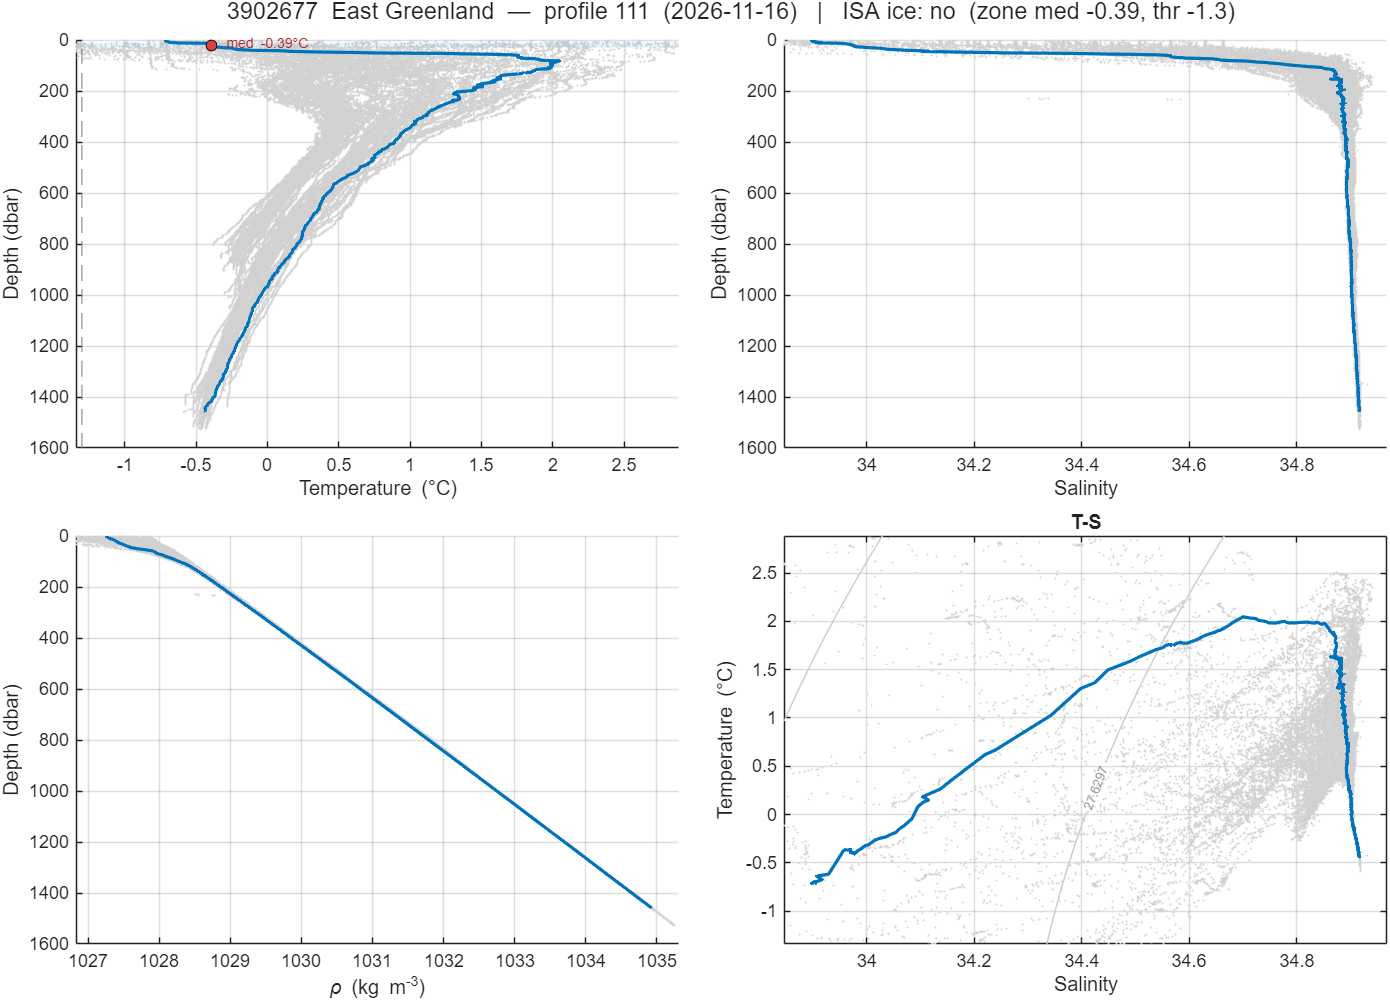 3902677 East Greenland — profile 111 (2026-11-16) | ISA ice: no (zone med -0.39, thr -1.3)
med -0.39°C
0
200
400
600
800
1000
1200
1400
1600
-1 -0.5 0 0.5 1 1.5 2 2.5
Temperature (°C)
Depth (dbar)
0
200
400
600
800
1000
1200
1400
1600
34 34.2 34.4 34.6 34.8
Salinity
Depth (dbar)
0
200
400
600
800
1000
1200
1400
1600
1027 1028 1029 1030 1031 1032 1033 1034 1035
ρ (kg m-3)
Depth (dbar)
T-S
2.5
2
1.5
1
0.5
0
-0.5
-1
27.6297
34 34.2 34.4 34.6 34.8
Salinity
Temperature (°C)